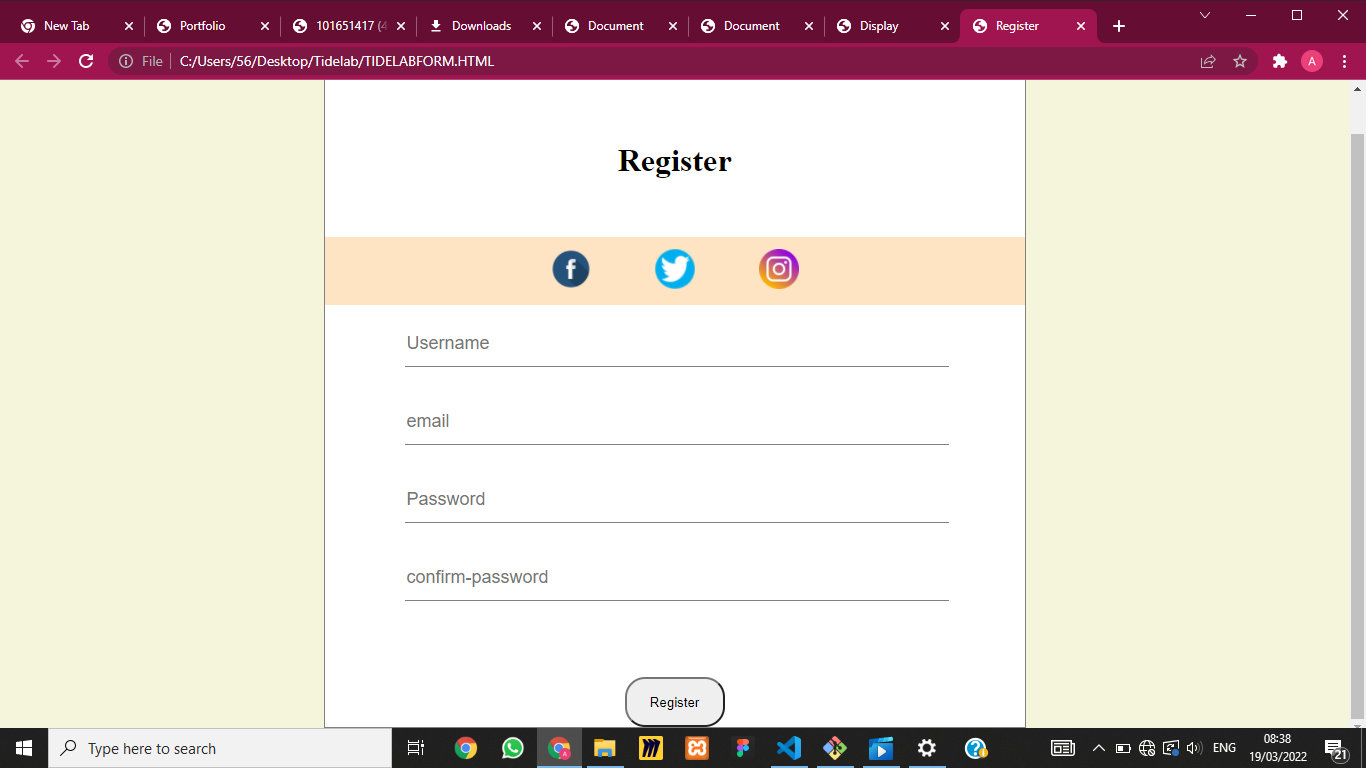 New Tab
Portfolio
101651417 (4
Downloads
Document
Document
Display
Register
File
C:/Users/56/Desktop/Tidelab/TIDELABFORM.HTML
A
Register
Username
email
Password
confirm-password
Register
Type here to search
ENG
08:38
19/03/2022
21